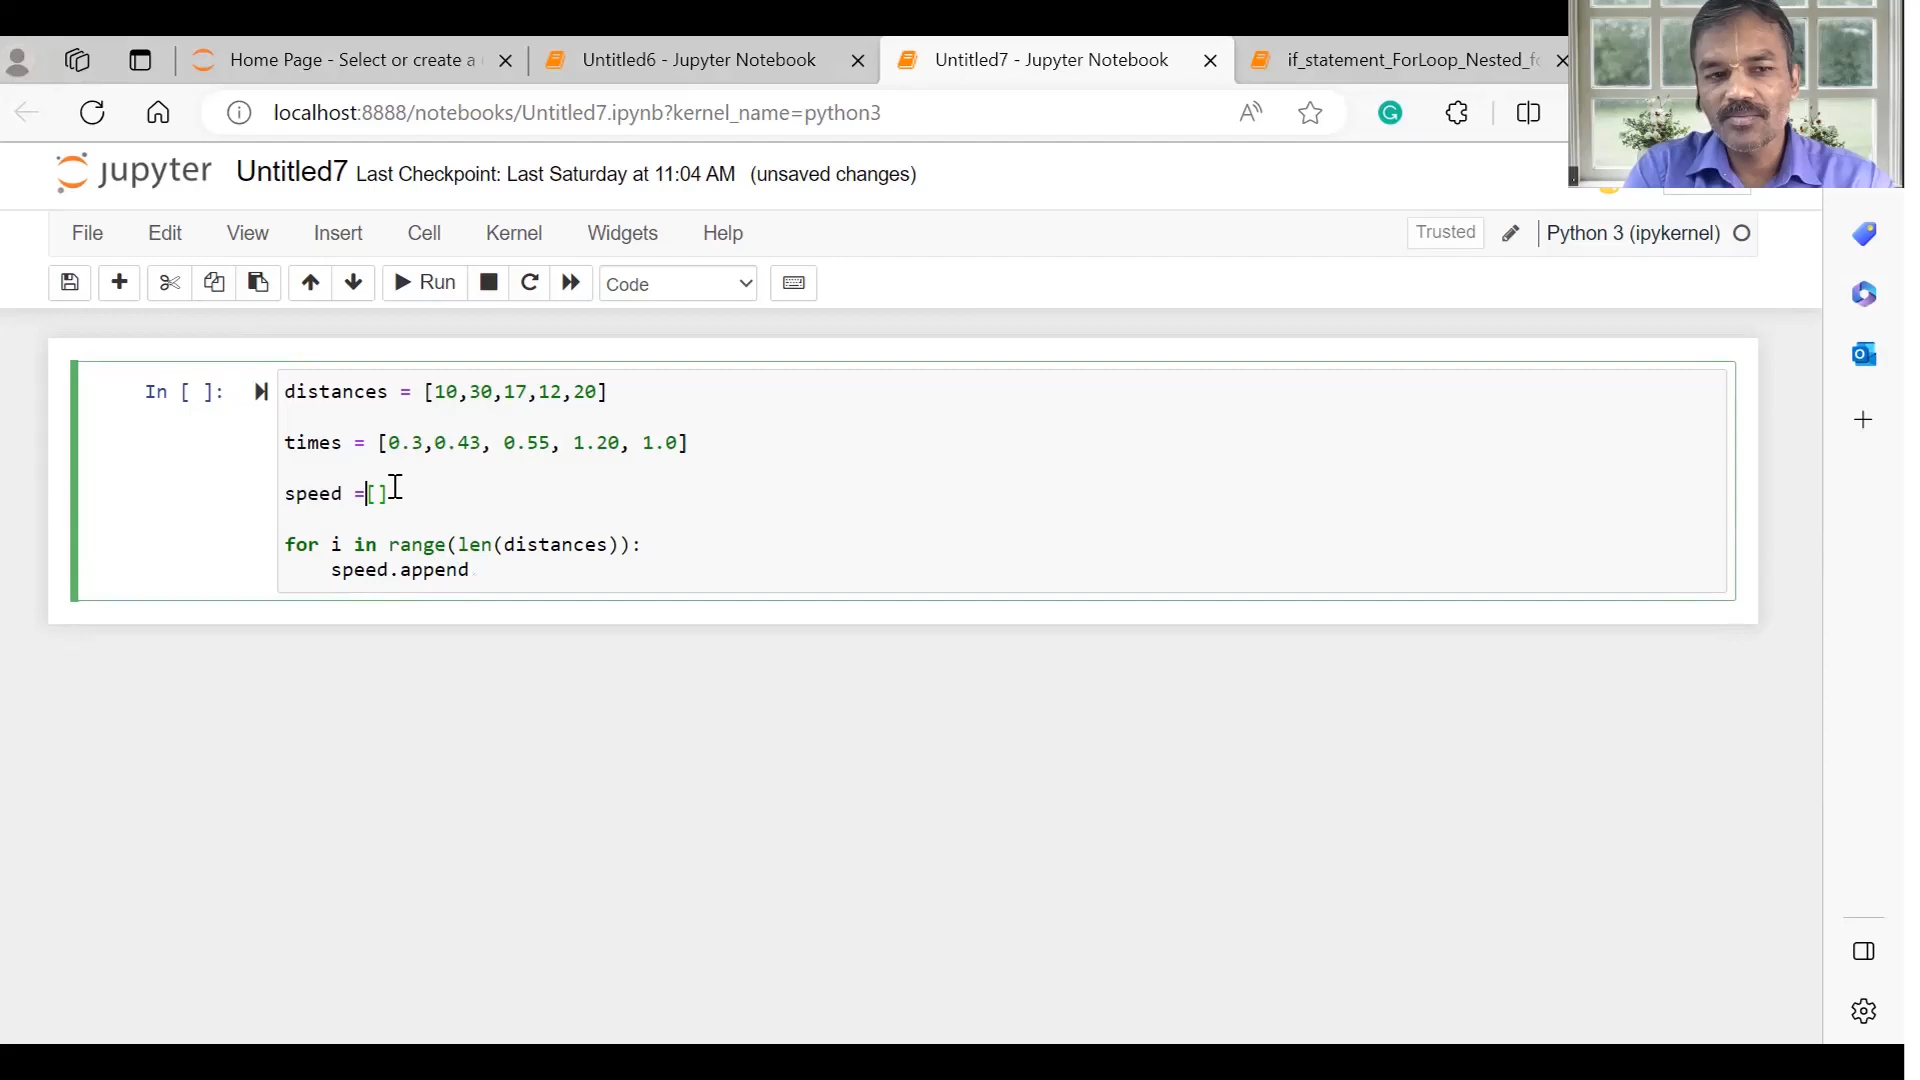 Home Page - Select or create a
Untitled6 - Jupyter Notebook
Untitled7 - Jupyter Notebook
if_statement_ForLoop_Nested_fo
localhost:8888/notebooks/Untitled7.ipynb?kernel_name=python3
jupyter Untitled7 Last Checkpoint: Last Saturday at 11:04 AM (unsaved changes)
File Edit View Insert Cell Kernel Widgets Help Trusted Python 3 (ipykernel)
Run Code
In [ ]: distances = [10,30,17,12,20]
times = [0.3,0.43, 0.55, 1.20, 1.0]
speed =[]
for i in range(len(distances)):
speed.append